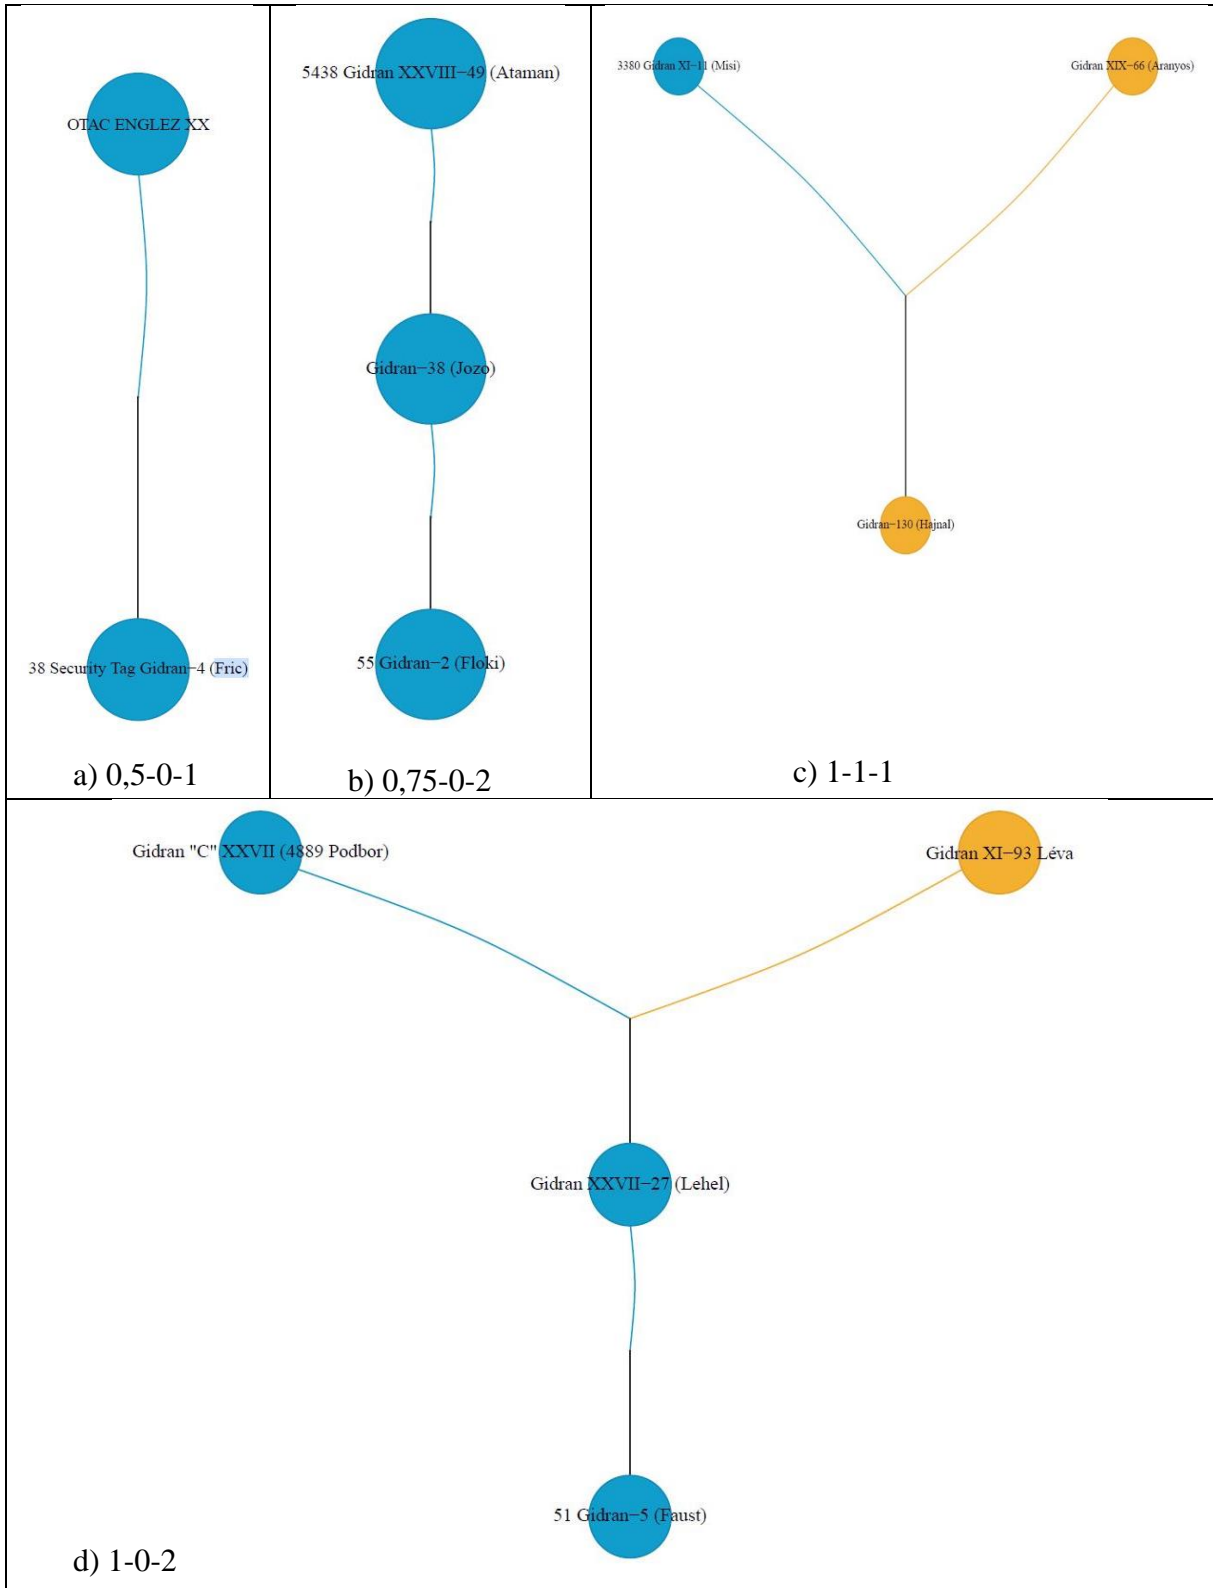 OTAC ENGLEZ XX
38 Security Tag Gidran−4 (Fric)
a) 0,5-0-1
5438 Gidran XXVIII−49 (Ataman)
Gidran−38 (Jozo)
55 Gidran−2 (Floki)
b) 0,75-0-2
3380 Gidran XI−11 (Misi)
Gidran XIX−66 (Aranyos)
Gidran−130 (Hajnal)
c) 1-1-1
Gidran "C" XXVII (4889 Podbor)
Gidran XI−93 Léva
Gidran XXVII−27 (Lehel)
51 Gidran−5 (Faust)
d) 1-0-2